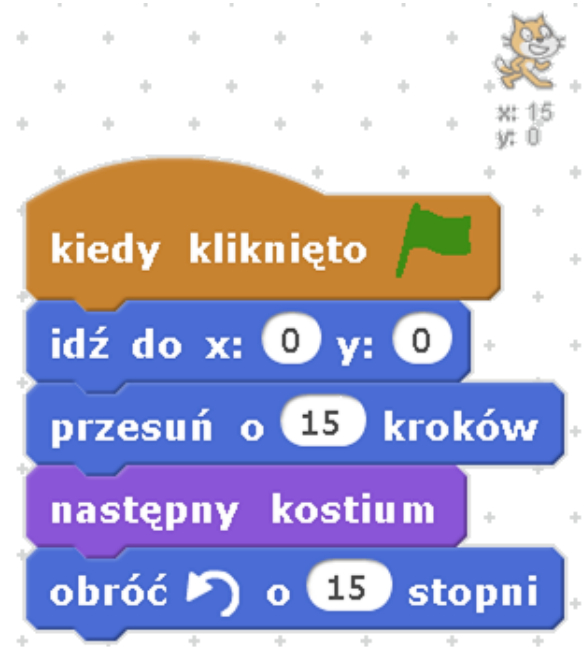 x: 15
y: 0
kiedy kliknięto
idź do x: 0 y: 0
przesuń o 15 kroków
następny kostium
obróć o 15 stopni